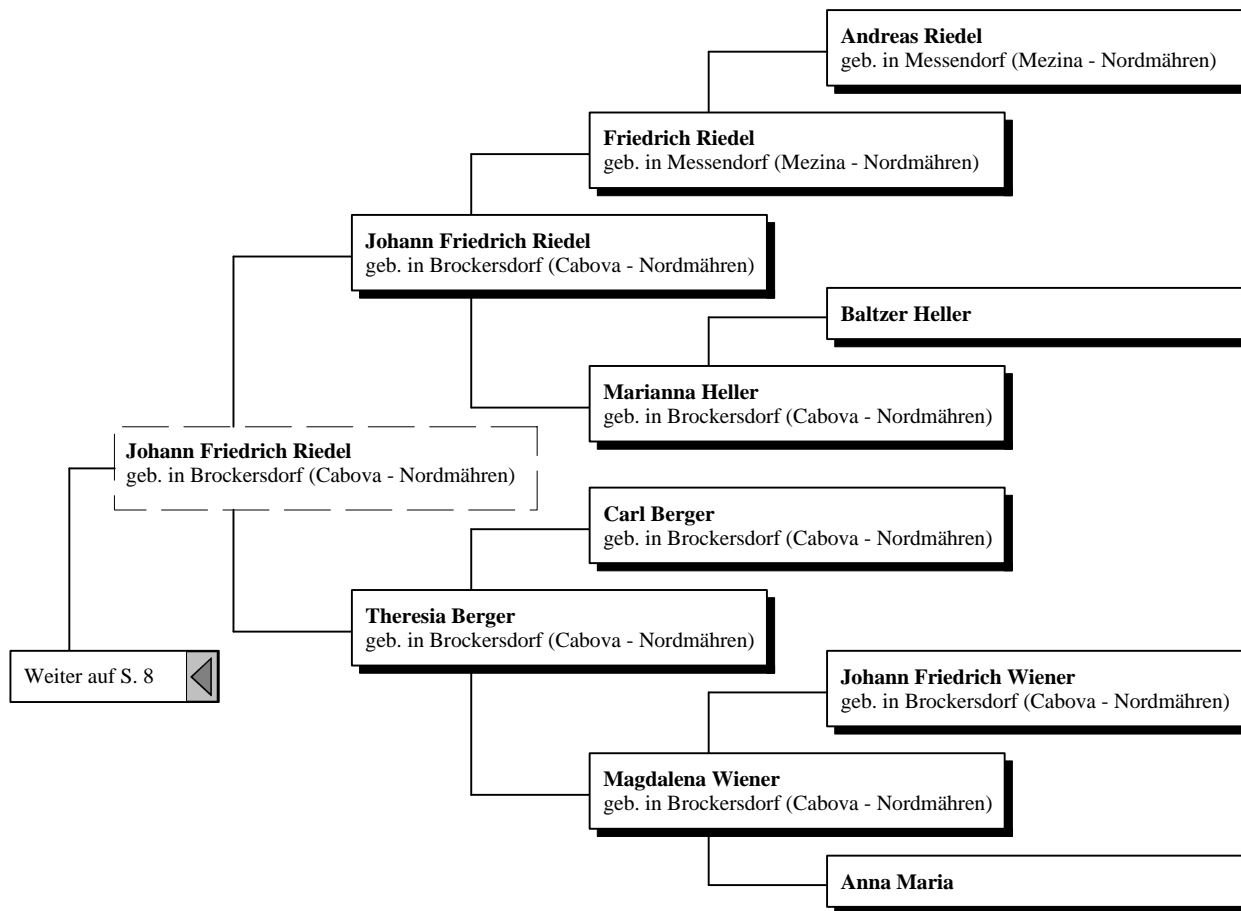 Andreas Riedel
geb. in Messendorf (Mezina - Nordmähren)
Friedrich Riedel
geb. in Messendorf (Mezina - Nordmähren)
Johann Friedrich Riedel
geb. in Brockersdorf (Cabova - Nordmähren)
Baltzer Heller
Marianna Heller
geb. in Brockersdorf (Cabova - Nordmähren)
Johann Friedrich Riedel
geb. in Brockersdorf (Cabova - Nordmähren)
Carl Berger
geb. in Brockersdorf (Cabova - Nordmähren)
Theresia Berger
geb. in Brockersdorf (Cabova - Nordmähren)
Weiter auf S. 8
Johann Friedrich Wiener
geb. in Brockersdorf (Cabova - Nordmähren)
Magdalena Wiener
geb. in Brockersdorf (Cabova - Nordmähren)
Anna Maria